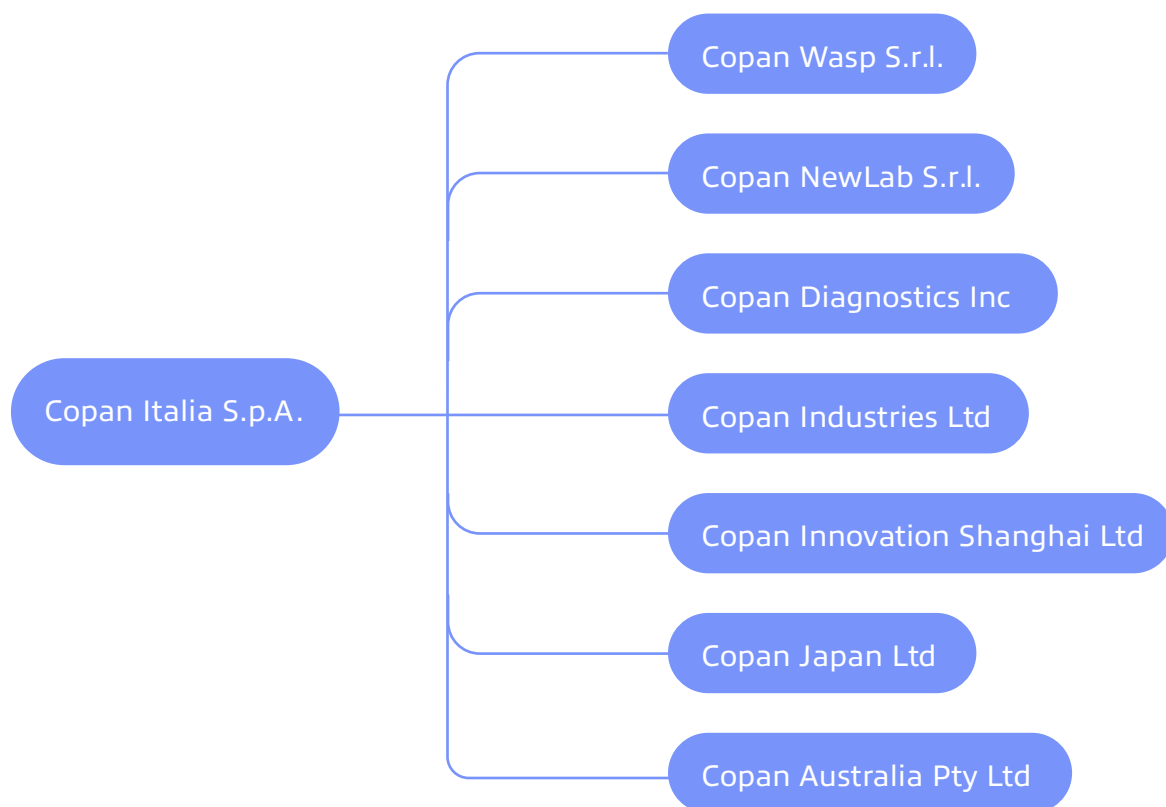 Copan Wasp S.r.l.
Copan NewLab S.r.l.
Copan Diagnostics Inc
Copan Italia S.p.A.
Copan Industries Ltd
Copan Innovation Shanghai Ltd
Copan Japan Ltd
Copan Australia Pty Ltd